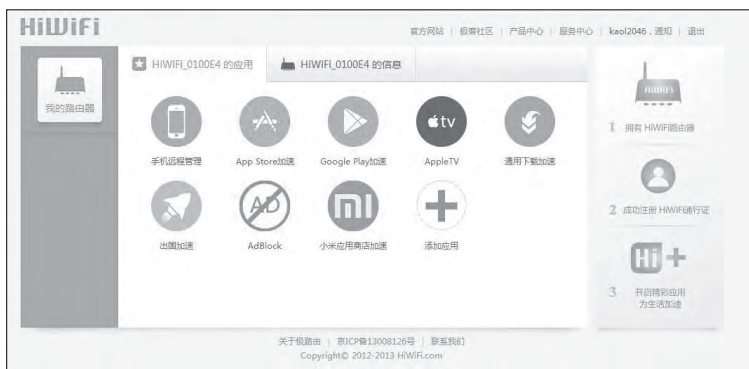 HiWiFi
官方网站 | 极客社区 | 产品中心 | 服务中心 | kaol2046，通知 | 退出
我的路由器
HiWiFi_0100E4 的应用
HiWiFi_0100E4 的信息
手机远程管理
App Store加速
Google Play加速
tv
AppleTV
通用下载加速
出国加速
AD
AdBlock
mi
小米应用商店加速
添加应用
HiWiFi
1 拥有 HiWiFi路由器
2 成功注册 HiWiFi通行证
Hi+
3 开启精彩应用
为生活加速
关于极路由 | 京ICP备13008126号 | 联系我们
Copyright© 2012-2013 HiWiFi.com